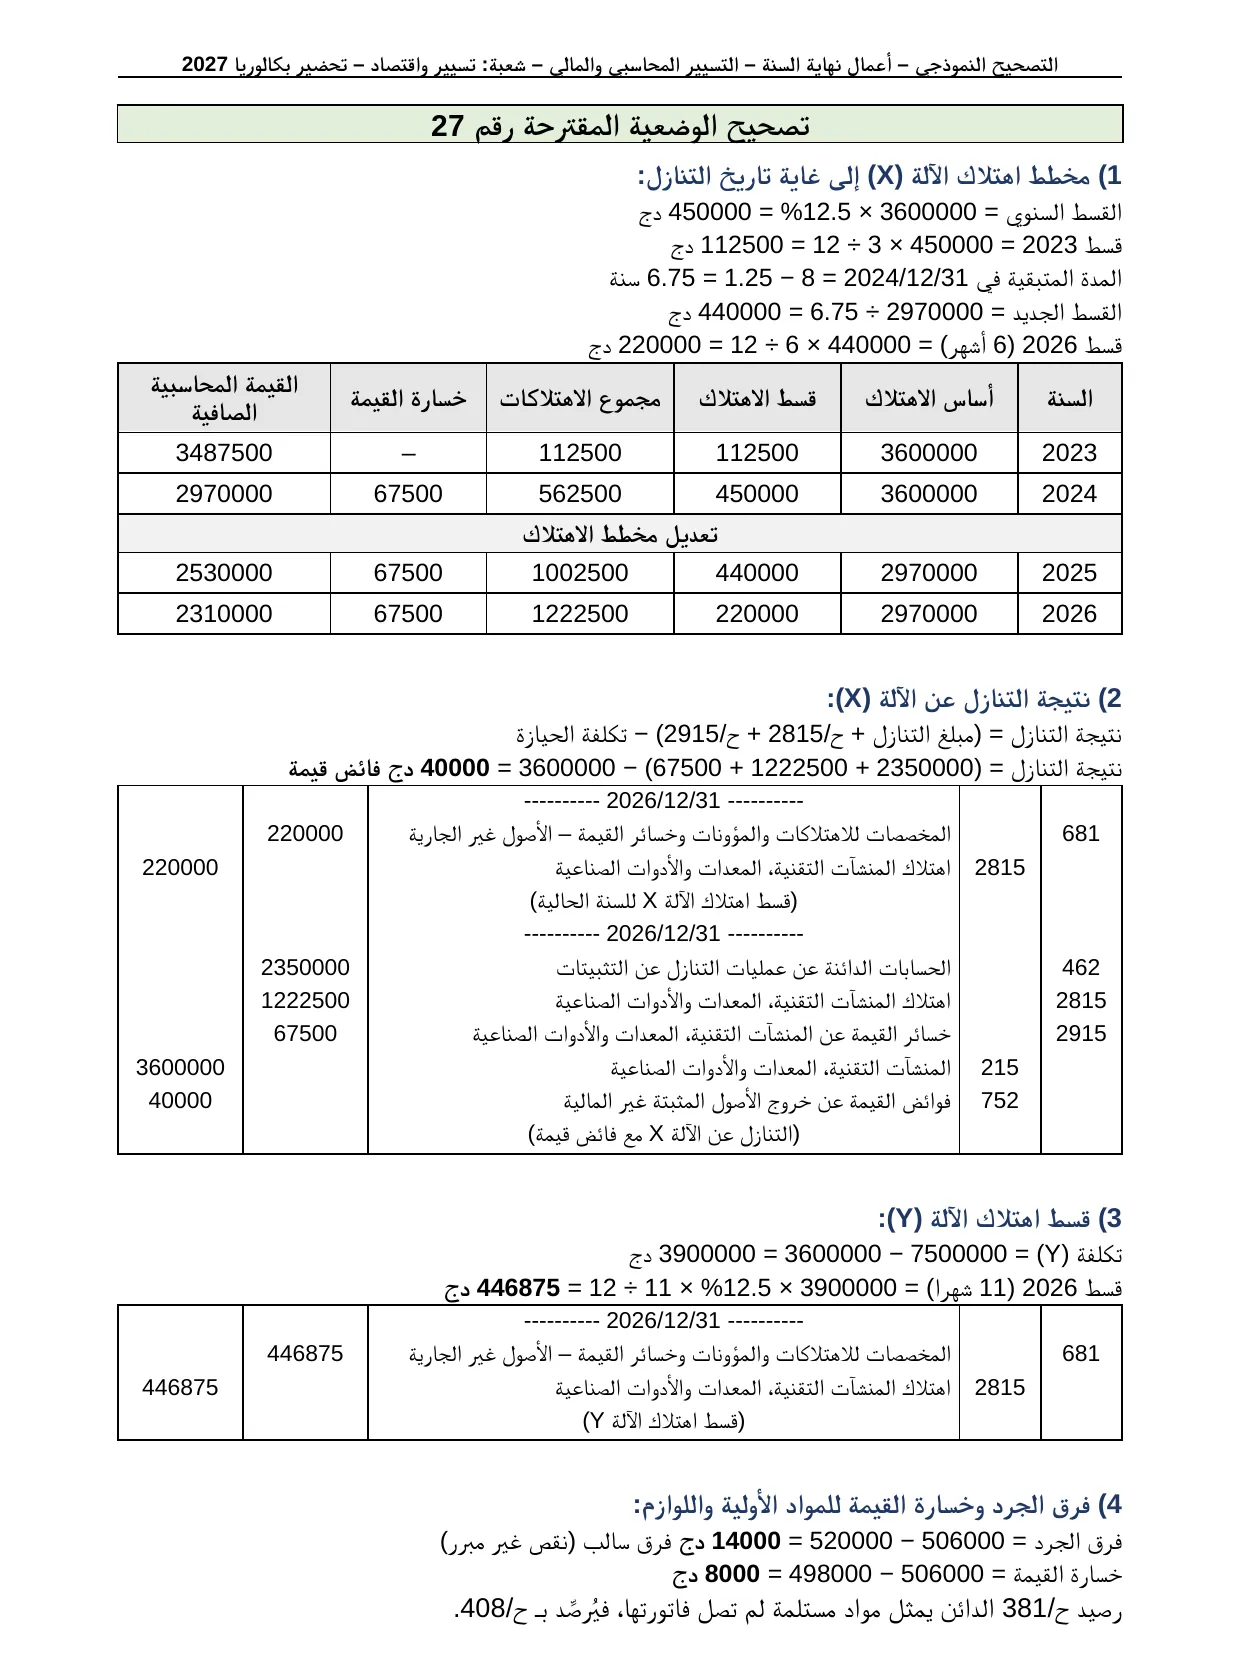 التصحيح النموذجي – أعمال نهاية السنة – التسيير المحاسبي والمالي – شعبة: تسيير واقتصاد – تحضير بكالوريا 2027
تصحيح الوضعية المقترحة رقم 27
1) مخطط اهتلاك الآلة (X) إلى غاية تاريخ التنازل:
القسط السنوي = 3600000 × 12.5% = 450000 دج
قسط 2023 = 450000 × 3 ÷ 12 = 112500 دج
المدة المتبقية في 2024/12/31 = 8 − 1.25 = 6.75 سنة
القسط الجديد = 2970000 ÷ 6.75 = 440000 دج
قسط 2026 (6 أشهر) = 440000 × 6 ÷ 12 = 220000 دج
السنة أساس الاهتلاك قسط الاهتلاك مجموع الاهتلاكات خسارة القيمة القيمة المحاسبية الصافية
2023 3600000 112500 112500 – 3487500
2024 3600000 450000 562500 67500 2970000
تعديل مخطط الاهتلاك
2025 2970000 440000 1002500 67500 2530000
2026 2970000 220000 1222500 67500 2310000
2) نتيجة التنازل عن الآلة (X):
نتيجة التنازل = (مبلغ التنازل + ح/2815 + ح/2915) − تكلفة الحيازة
نتيجة التنازل = (2350000 + 1222500 + 67500) − 3600000 = 40000 دج فائض قيمة
---------- 2026/12/31 ----------
681 المخصصات للاهتلاكات والمؤونات وخسائر القيمة – الأصول غير الجارية 220000
2815 اهتلاك المنشآت التقنية، المعدات والأدوات الصناعية 220000
(قسط اهتلاك الآلة X للسنة الحالية)
---------- 2026/12/31 ----------
462 الحسابات الدائنة عن عمليات التنازل عن التثبيتات 2350000
2815 اهتلاك المنشآت التقنية، المعدات والأدوات الصناعية 1222500
2915 خسائر القيمة عن المنشآت التقنية، المعدات والأدوات الصناعية 67500
215 المنشآت التقنية، المعدات والأدوات الصناعية 3600000
752 فوائض القيمة عن خروج الأصول المثبتة غير المالية 40000
(التنازل عن الآلة X مع فائض قيمة)
3) قسط اهتلاك الآلة (Y):
تكلفة (Y) = 7500000 − 3600000 = 3900000 دج
قسط 2026 (11 شهرا) = 3900000 × 12.5% × 11 ÷ 12 = 446875 دج
---------- 2026/12/31 ----------
681 المخصصات للاهتلاكات والمؤونات وخسائر القيمة – الأصول غير الجارية 446875
2815 اهتلاك المنشآت التقنية، المعدات والأدوات الصناعية 446875
(قسط اهتلاك الآلة Y)
4) فرق الجرد وخسارة القيمة للمواد الأولية واللوازم:
فرق الجرد = 506000 − 520000 = 14000 دج فرق سالب (نقص غير مبرر)
خسارة القيمة = 506000 − 498000 = 8000 دج
رصيد ح/381 الدائن يمثل مواد مستلمة لم تصل فاتورتها، فيُرصَّد بـ ح/408.